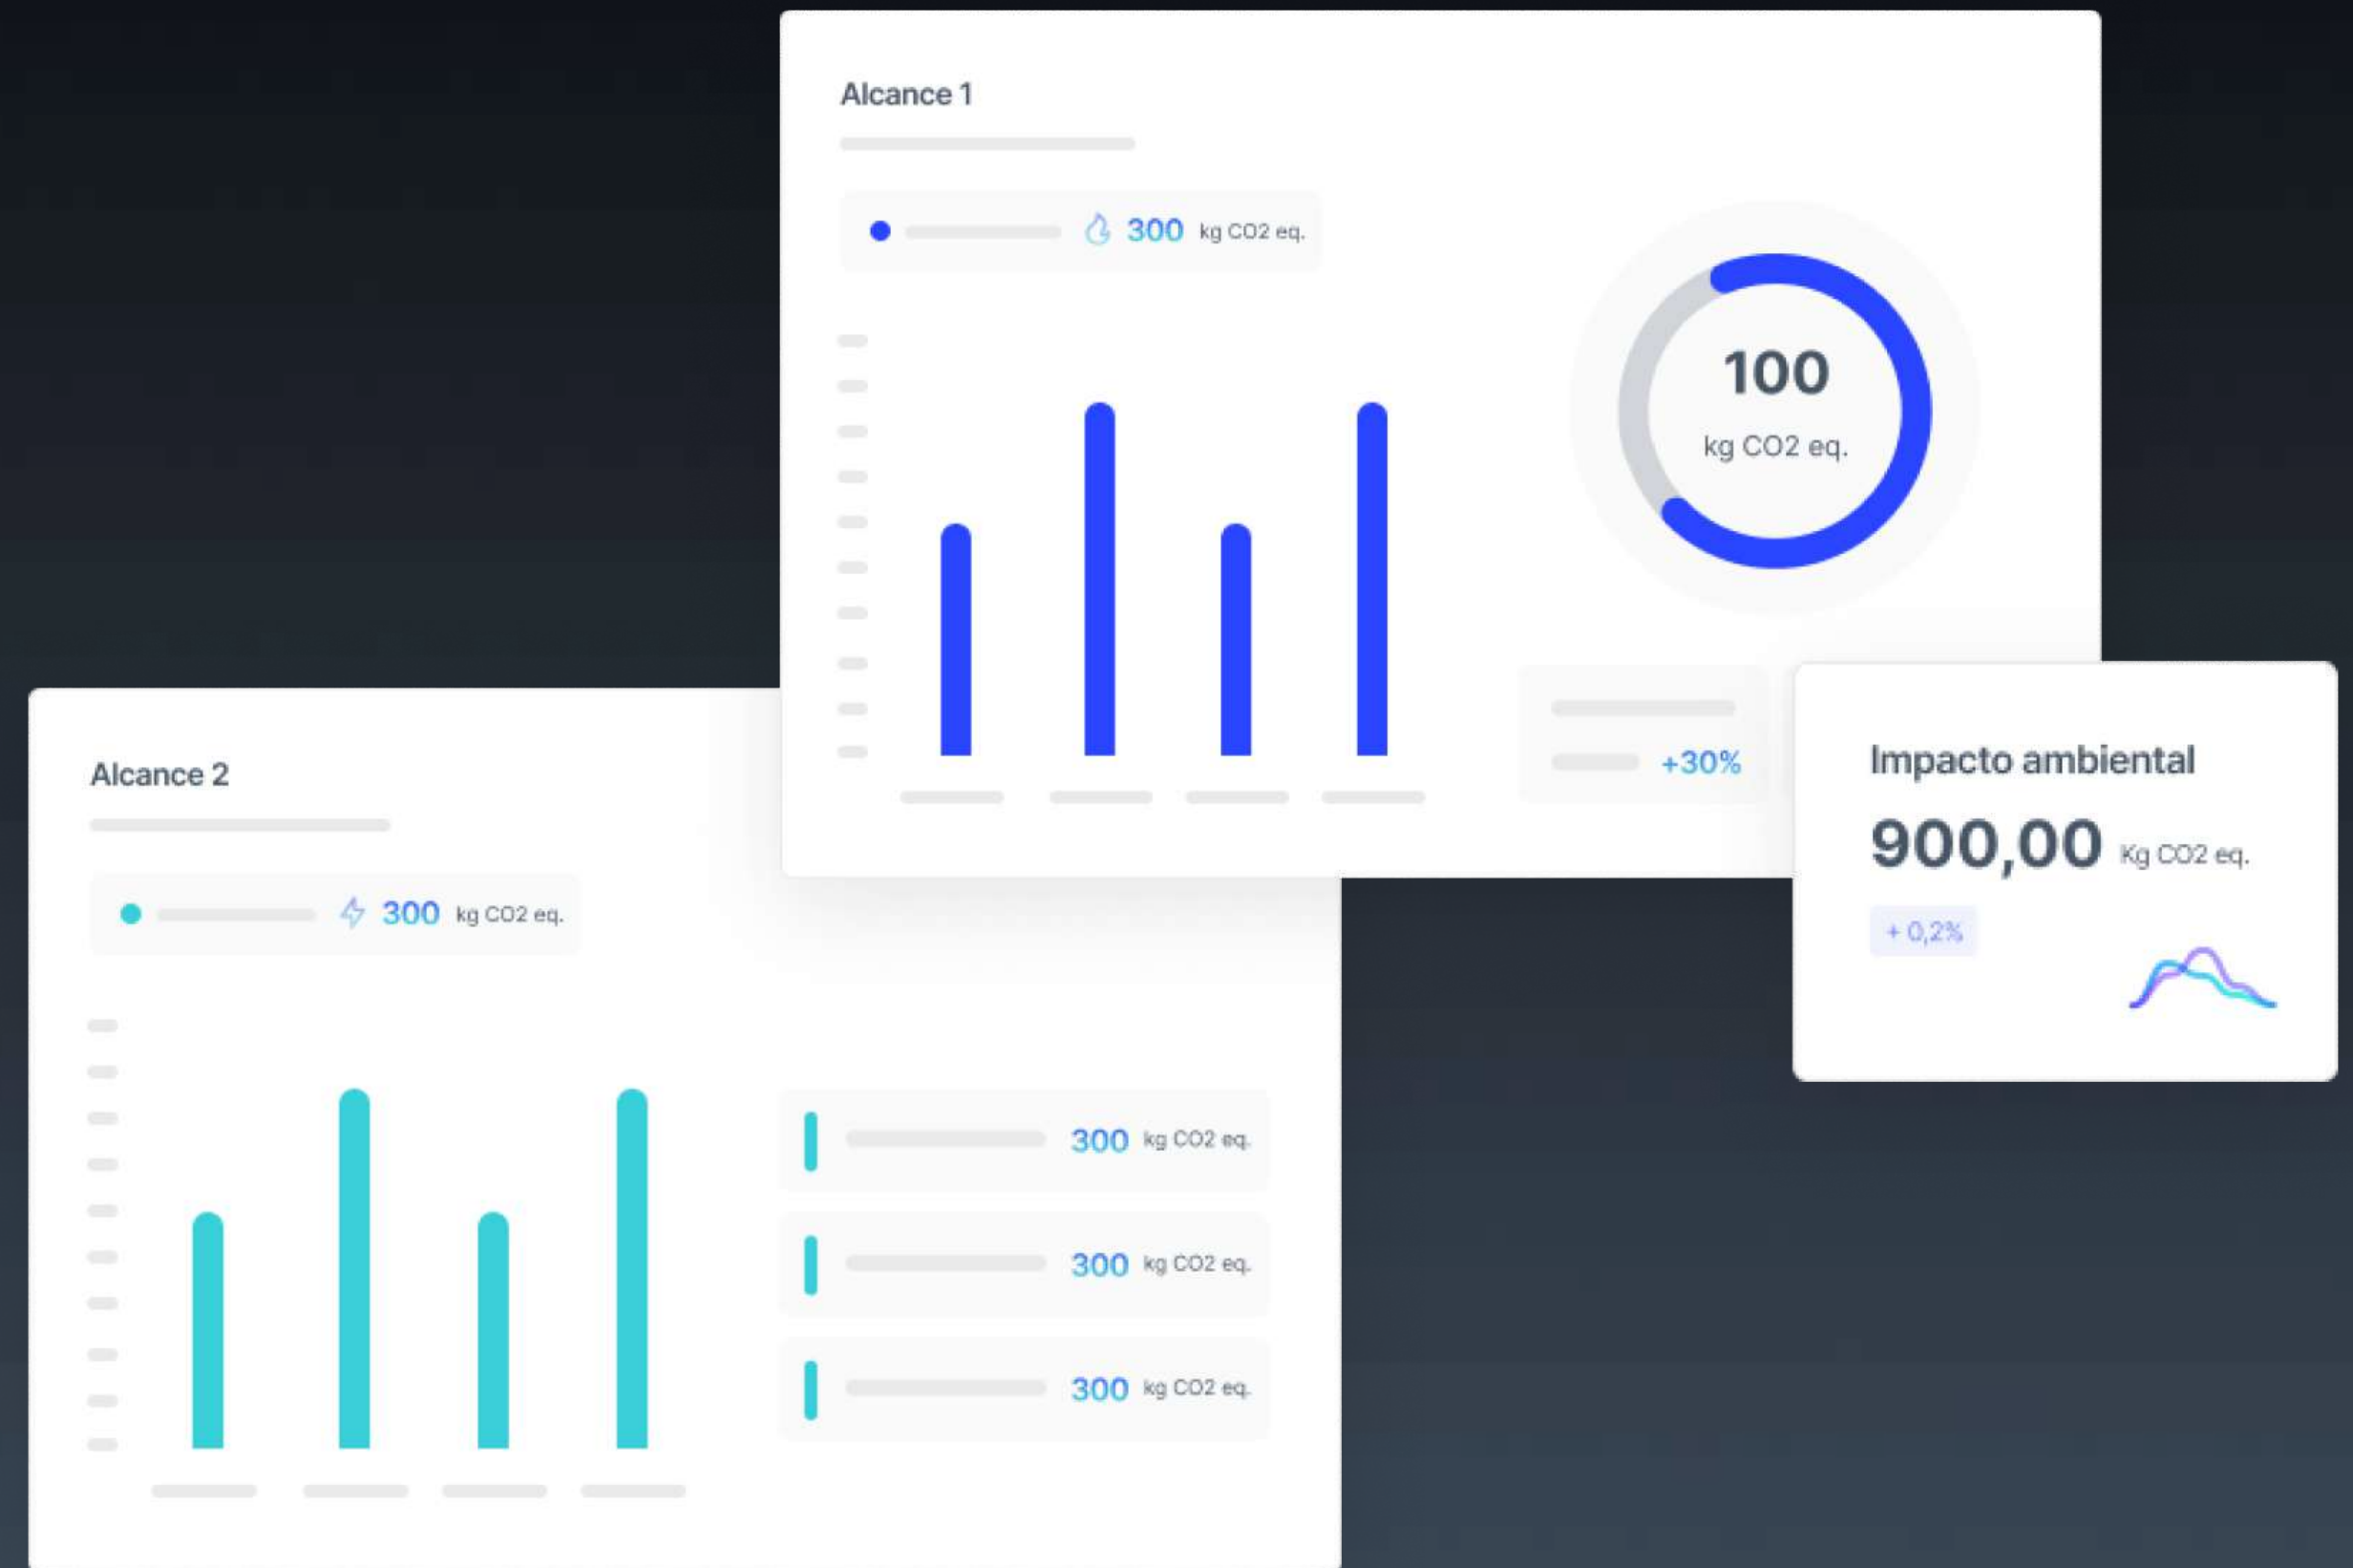 Alcance 1
300 kg CO2 eq.
100
kg CO2 eq.
+30%
Impacto ambiental
900,00 Kg CO2 eq.
+ 0,2%
Alcance 2
300 kg CO2 eq.
300 kg CO2 eq.
300 kg CO2 eq.
300 kg CO2 eq.